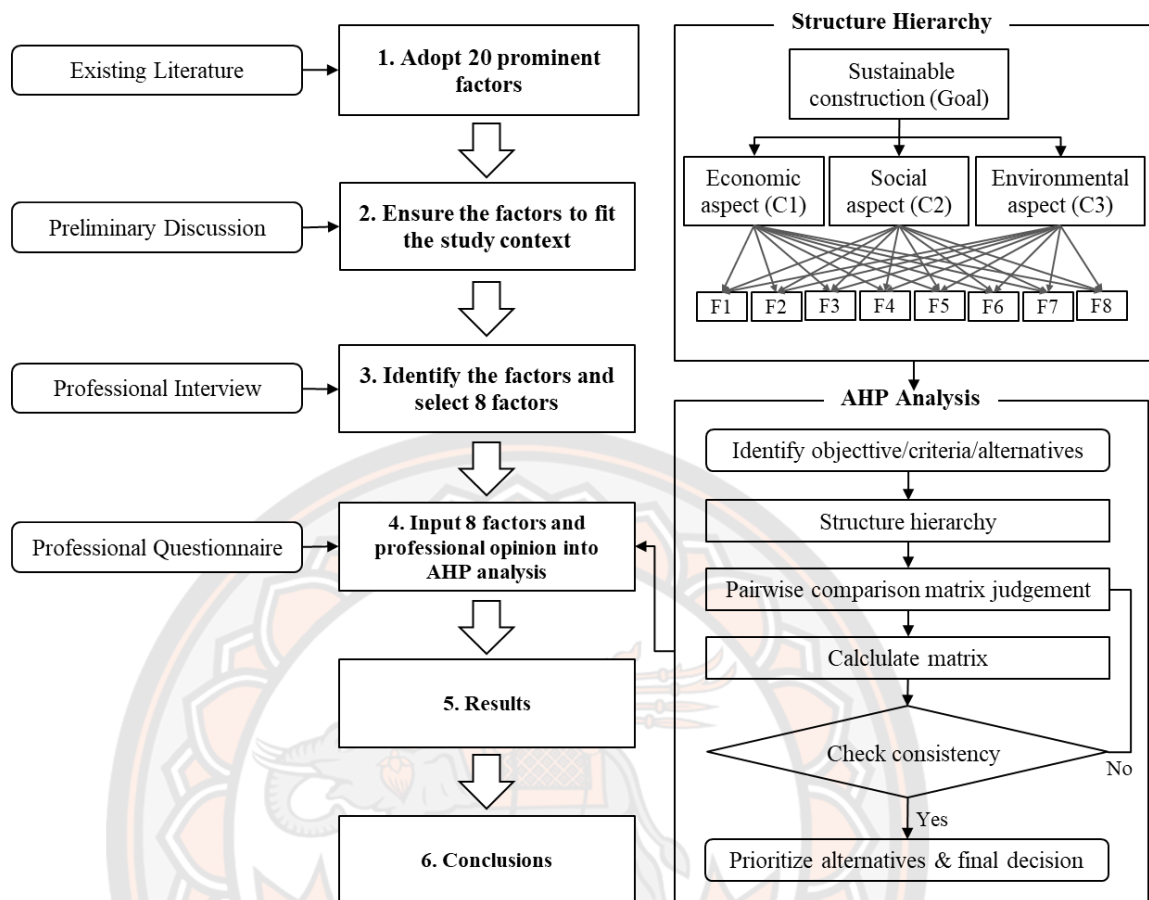 Existing Literature
1. Adopt 20 prominent
factors
Preliminary Discussion
2. Ensure the factors to fit
the study context
Professional Interview
3. Identify the factors and
select 8 factors
Professional Questionnaire
4. Input 8 factors and
professional opinion into
AHP analysis
5. Results
6. Conclusions
Structure Hierarchy
Sustainable
construction (Goal)
Economic
aspect (C1)
Social
aspect (C2)
Environmental
aspect (C3)
F1 F2 F3 F4 F5 F6 F7 F8
AHP Analysis
Identify objecttive/criteria/alternatives
Structure hierarchy
Pairwise comparison matrix judgement
Calclulate matrix
Check consistency
No
Yes
Prioritize alternatives & final decision